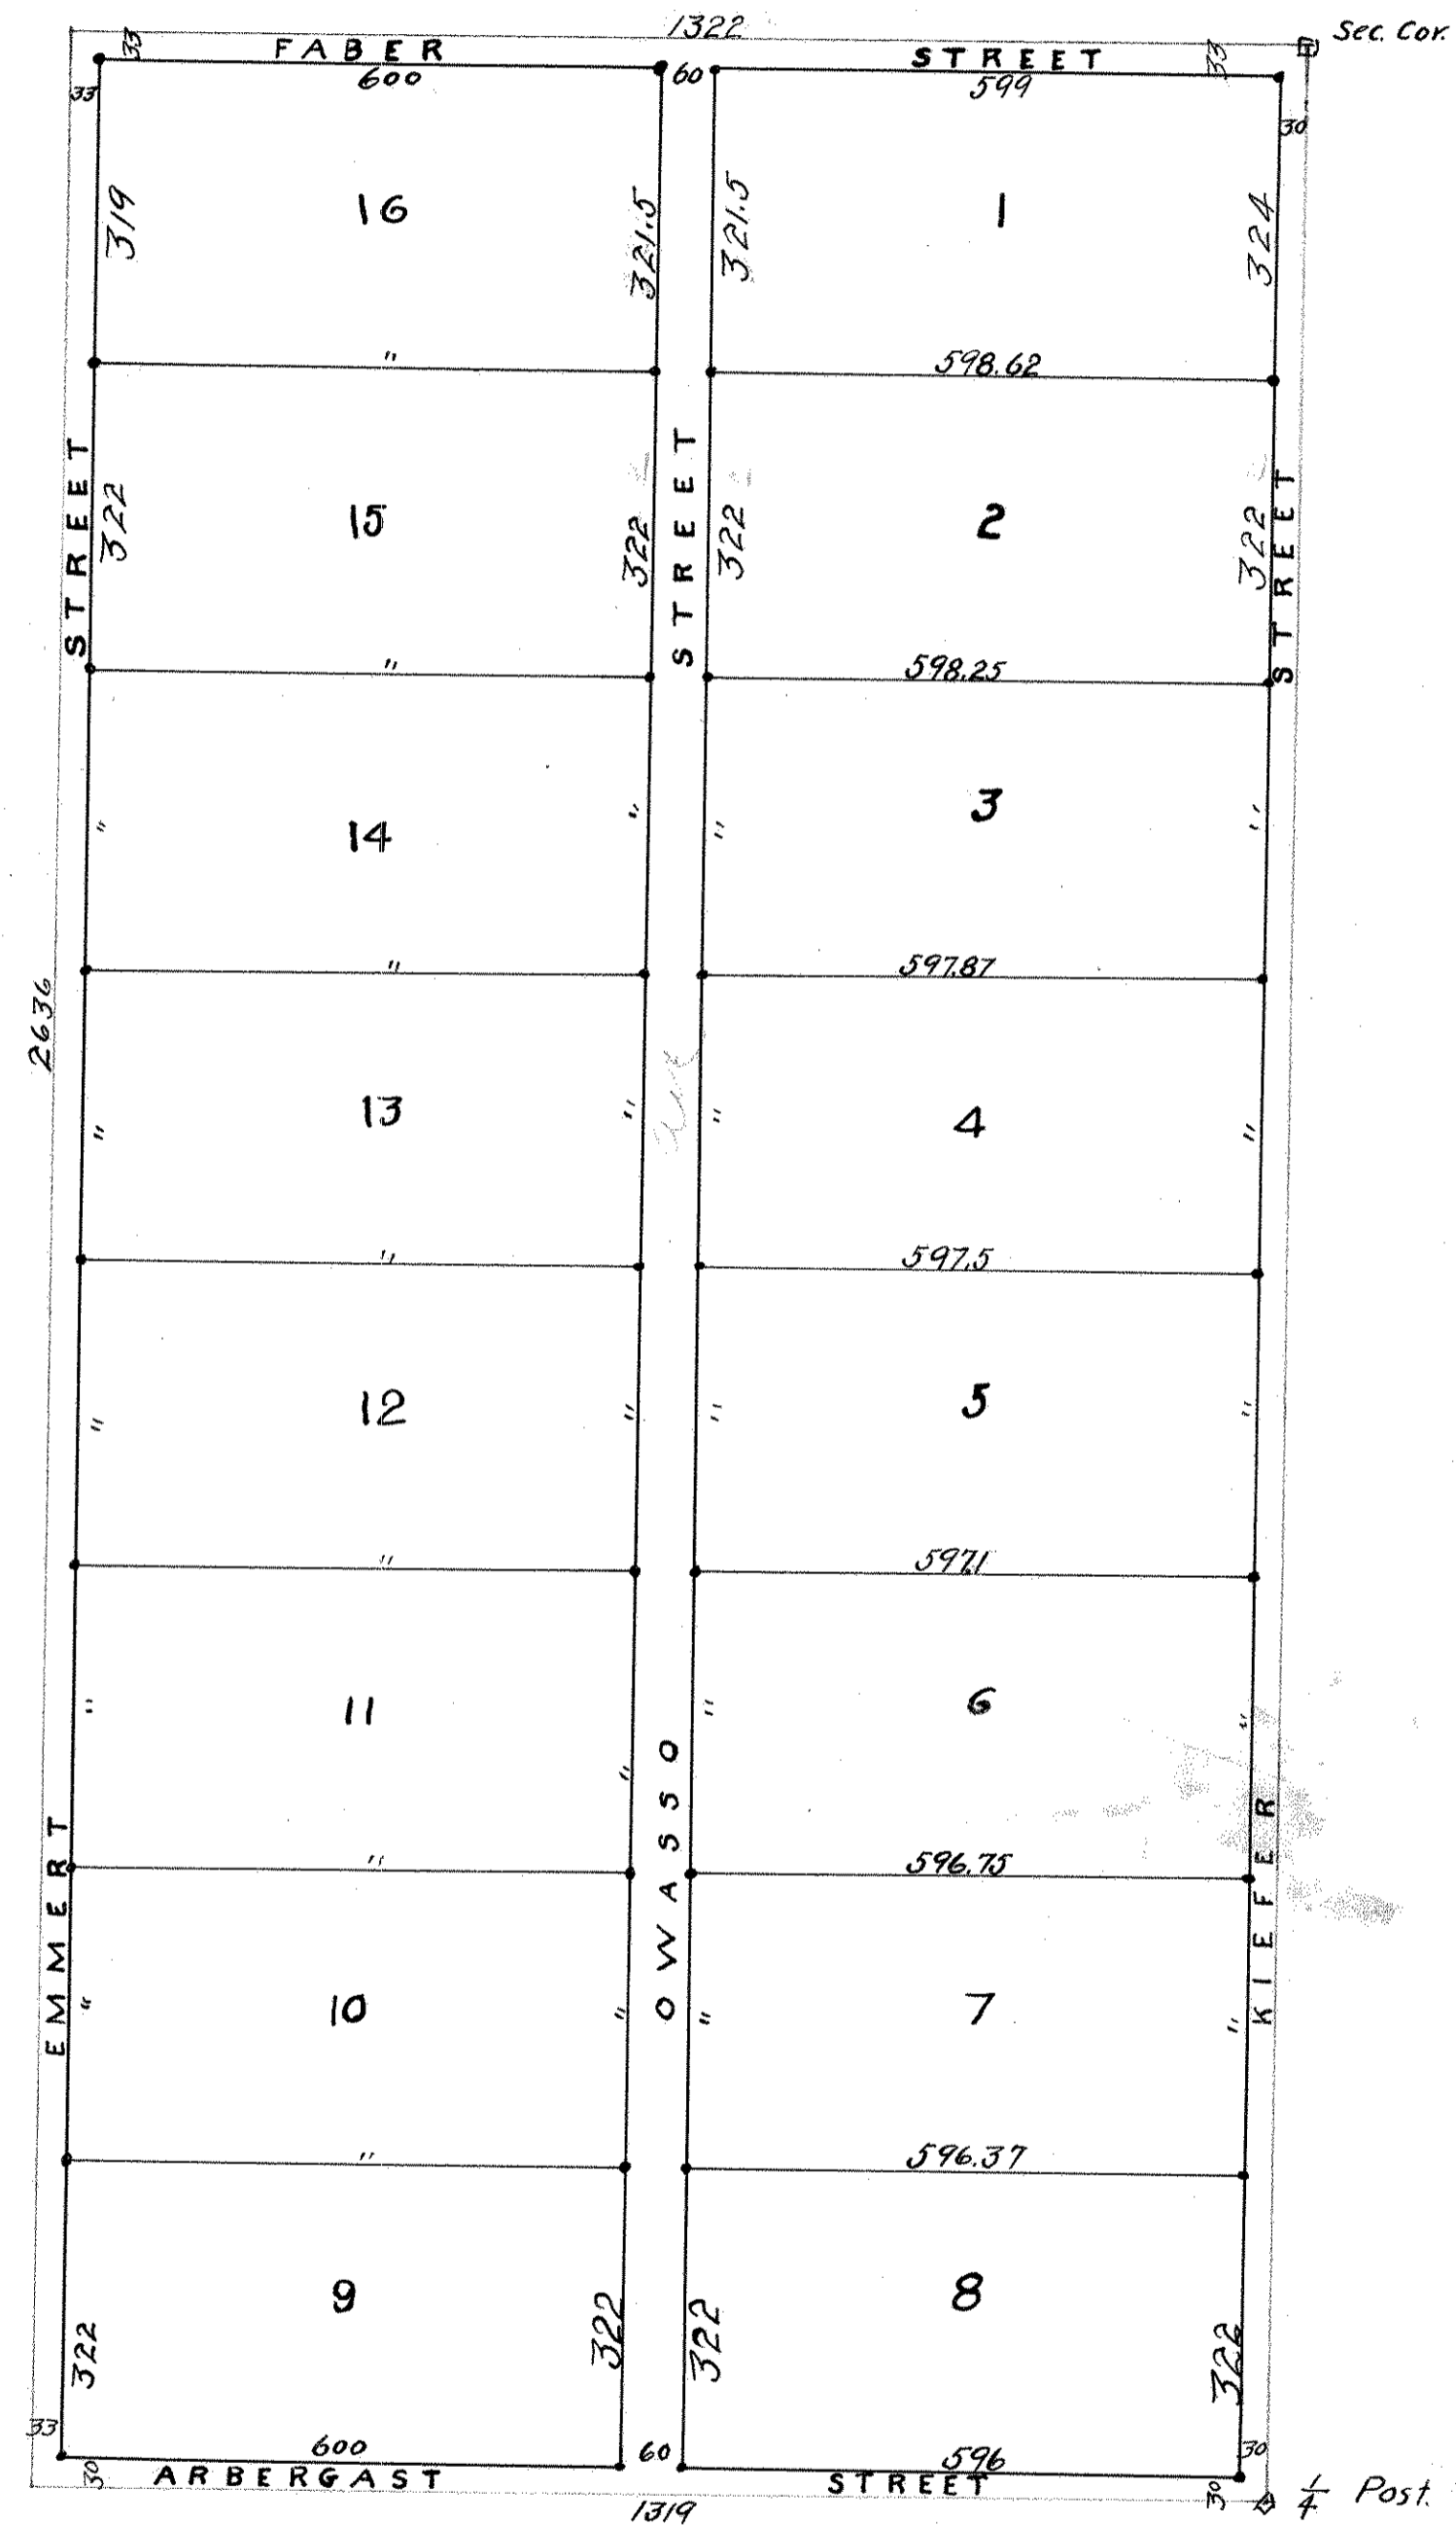 1322
Sec. Cor.
33 FABER STREET 33
600 60 599
33 30
319 321.5 321.5 324
16 1
" 598.62
STREET STREET STREET
322 322 322 322
15 2
" 598.25
" " " "
14 3
" 597.87
2636
" " " "
13 4
" 597.5
" " " "
12 5
" 597.1
" " " "
11 6
" 596.75
EMMERT OWASSO KIEFER
" " " "
10 7
" 596.37
9 8
322 322 322 322
33 600 60 596 30
30 ARBERGAST STREET 30
1319
1/4 Post.